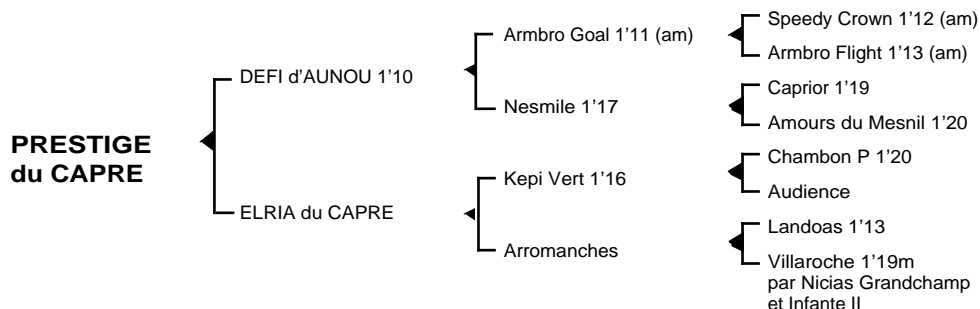 PRESTIGE
du CAPRE
DEFI d'AUNOU 1'10
ELRIA du CAPRE
Armbro Goal 1'11 (am)
Nesmile 1'17
Kepi Vert 1'16
Arromanches
Speedy Crown 1'12 (am)
Armbro Flight 1'13 (am)
Caprior 1'19
Amours du Mesnil 1'20
Chambon P 1'20
Audience
Landoas 1'13
Villaroche 1'19m
par Nicias Grandchamp
et Infante II